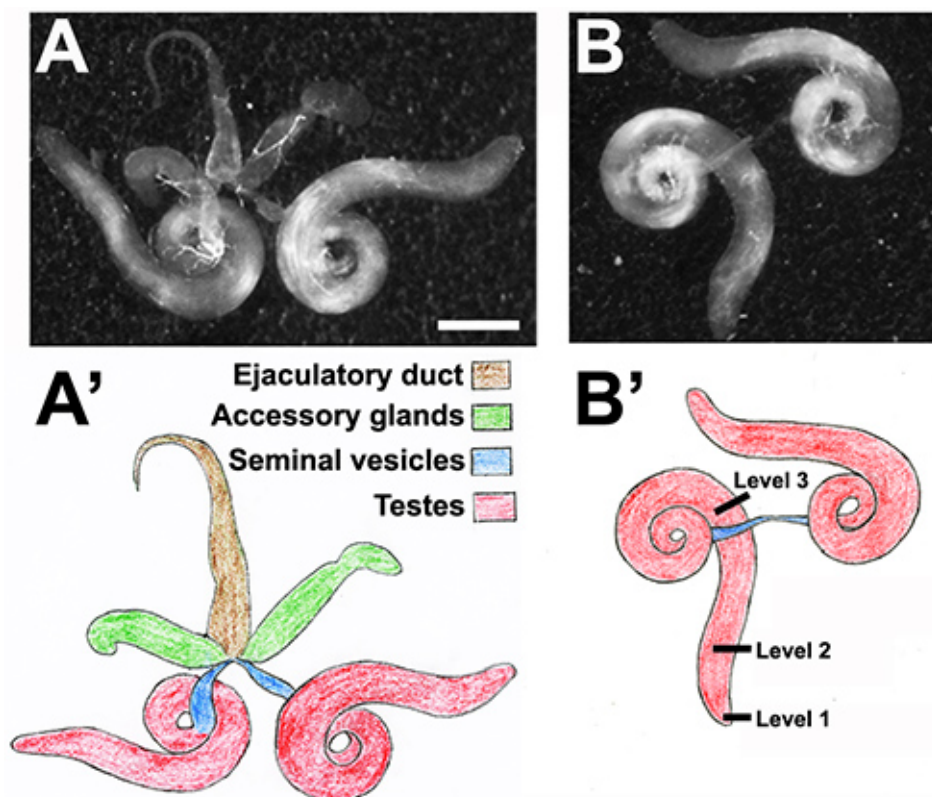 A
B
A’
Ejaculatory duct
Accessory glands
Seminal vesicles
Testes
B’
Level 3
Level 2
Level 1